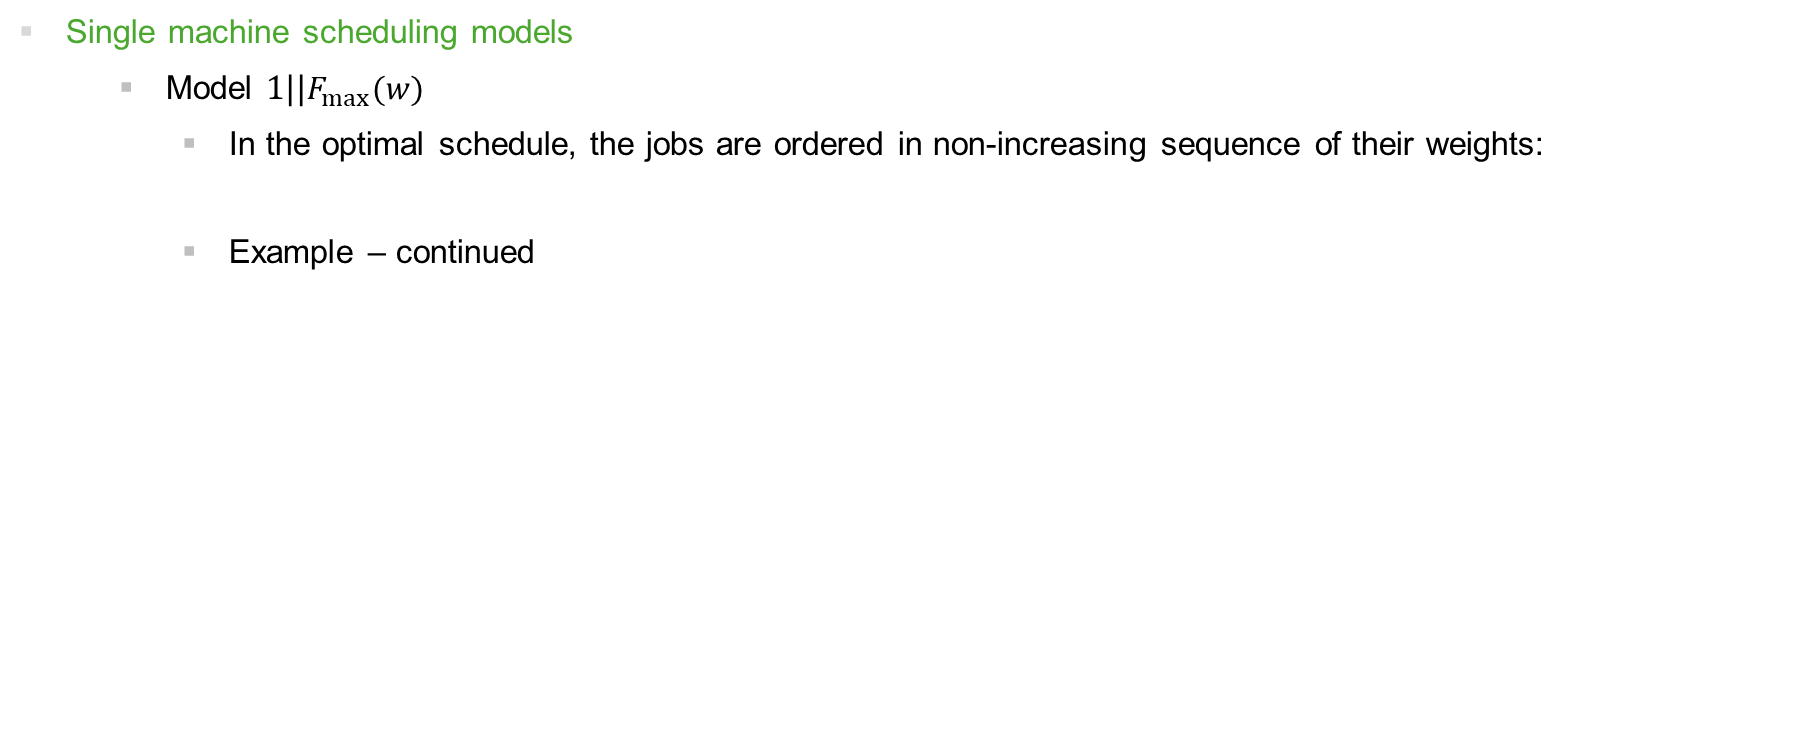 Single machine scheduling models
Model 1||Fmax(w)
In the optimal schedule, the jobs are ordered in non-increasing sequence of their weights:
Example – continued